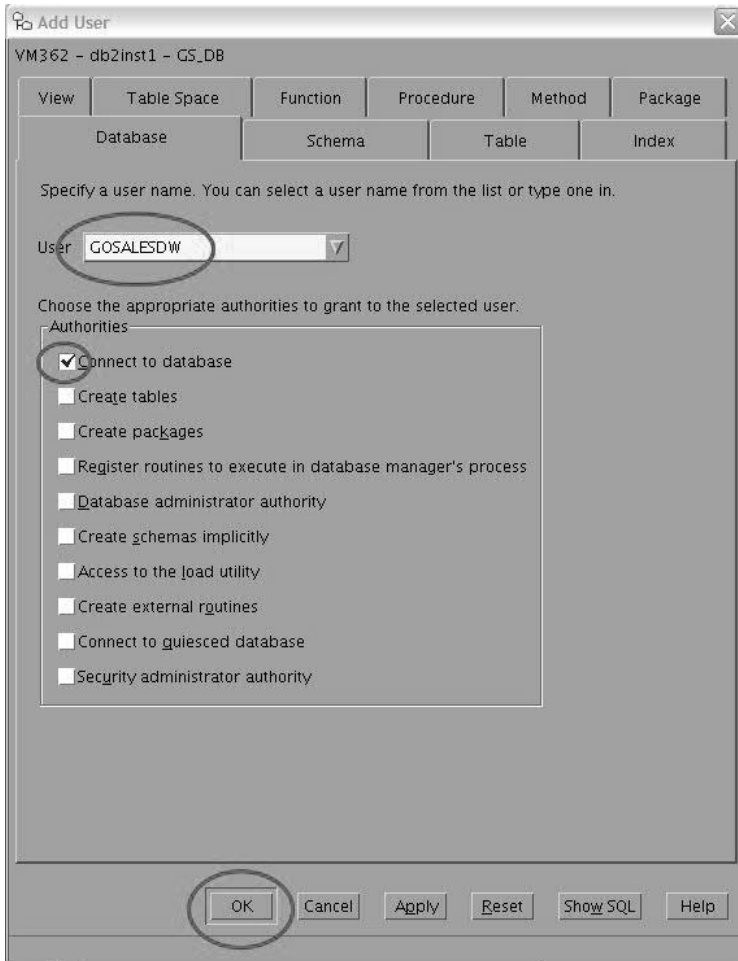 Add User
VM362 - db2inst1 - GS_DB
View Table Space Function Procedure Method Package
Database Schema Table Index
Specify a user name. You can select a user name from the list or type one in.
User GOSALESDW
Choose the appropriate authorities to grant to the selected user.
Authorities
Connect to database
Create tables
Create packages
Register routines to execute in database manager's process
Database administrator authority
Create schemas implicitly
Access to the load utility
Create external routines
Connect to quiesced database
Security administrator authority
OK Cancel Apply Reset Show SQL Help